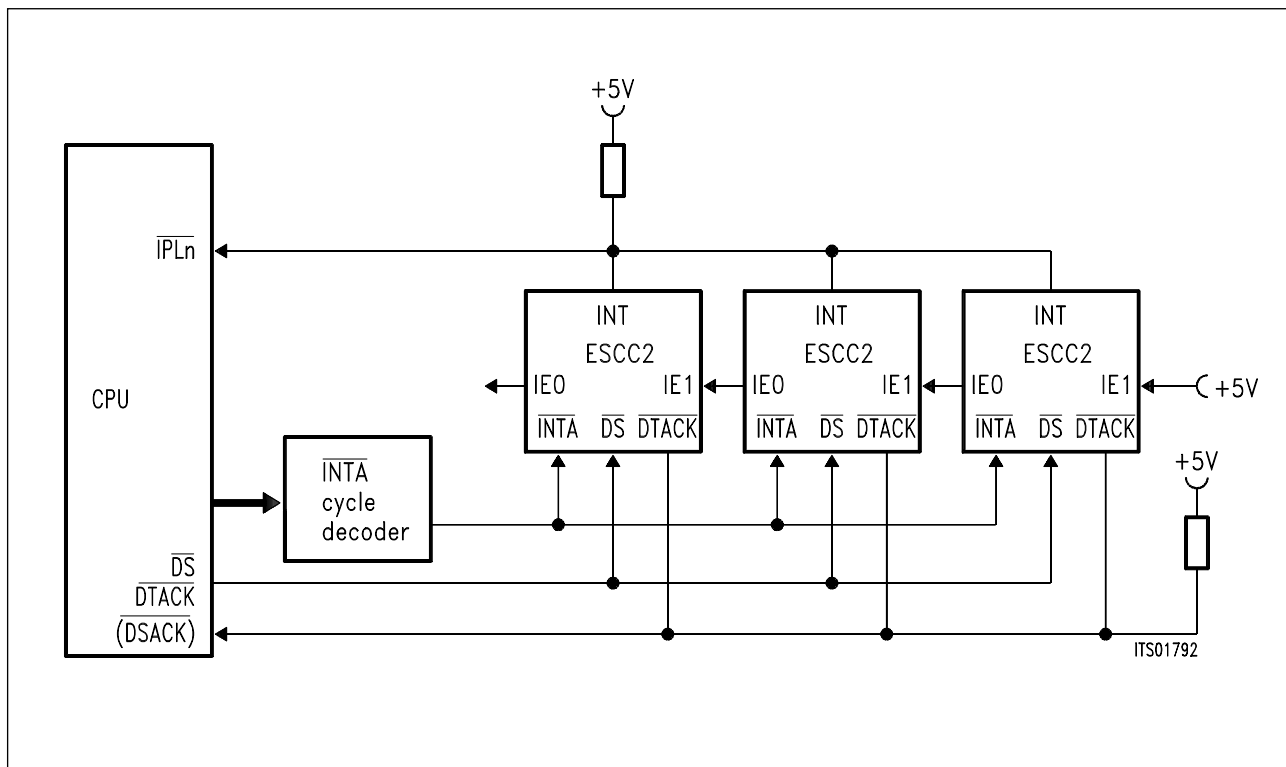 +5V
IPLn
INT
INT
INT
ESCC2
ESCC2
ESCC2
IE0
IE1
IE0
IE1
IE0
IE1
+5V
CPU
INTA
DS
DTACK
INTA
DS
DTACK
INTA
DS
DTACK
INTA
cycle
decoder
+5V
DS
DTACK
(DSACK)
ITS01792